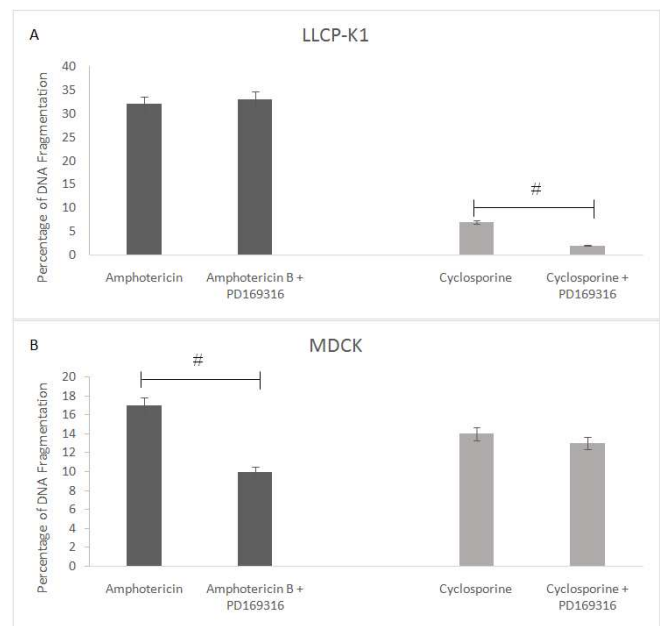 A
LLCP-K1
Percentage of DNA Fragmentation
40
35
30
25
20
15
10
5
0
#
Amphotericin
Amphotericin B +
PD169316
Cyclosporine
Cyclosporine +
PD169316
B
MDCK
Percentage of DNA Fragmentation
20
18
16
14
12
10
8
6
4
2
0
#
Amphotericin
Amphotericin B +
PD169316
Cyclosporine
Cyclosporine +
PD169316